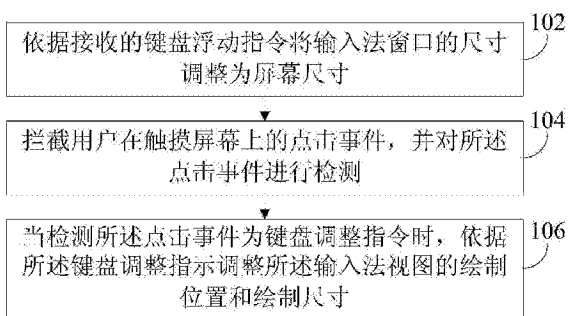 依据接收的键盘浮动指令将输入法窗口的尺寸
调整为屏幕尺寸
102
拦截用户在触摸屏幕上的点击事件，并对所述
点击事件进行检测
104
当检测所述点击事件为键盘调整指令时，依据
所述键盘调整指示调整所述输入法视图的绘制
位置和绘制尺寸
106